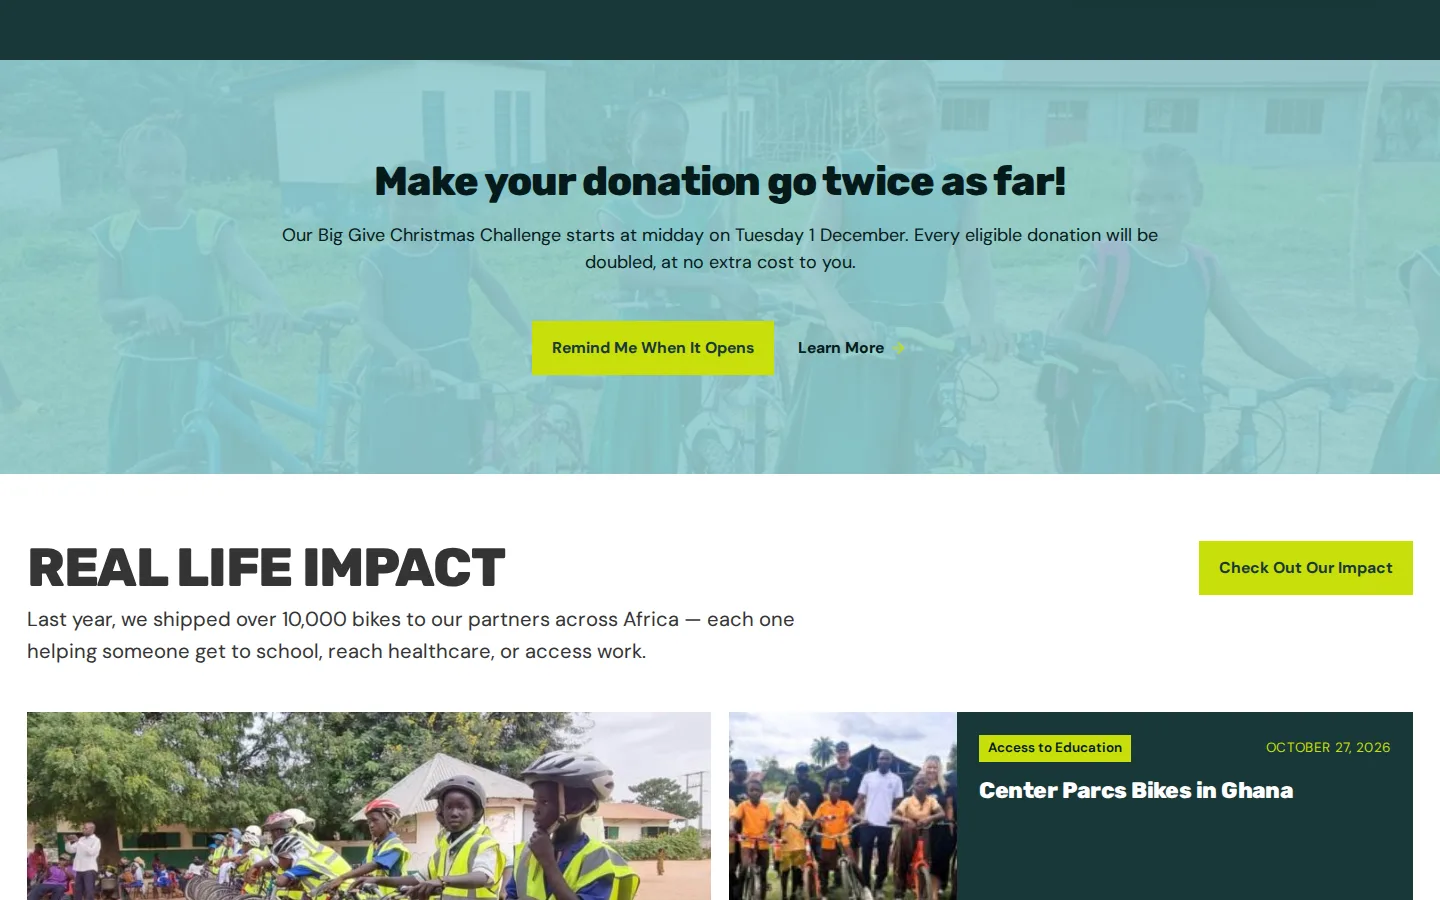 Make your donation go twice as far!
Our Big Give Christmas Challenge starts at midday on Tuesday 1 December. Every eligible donation will be
doubled, at no extra cost to you.
Remind Me When It Opens
Learn More
REAL LIFE IMPACT
Check Out Our Impact
Last year, we shipped over 10,000 bikes to our partners across Africa — each one
helping someone get to school, reach healthcare, or access work.
Access to Education
OCTOBER 27, 2026
Center Parcs Bikes in Ghana